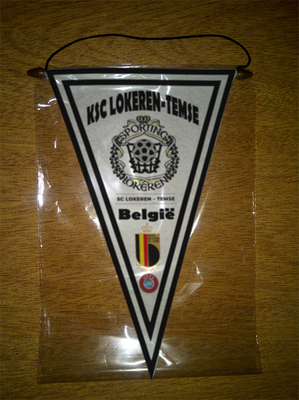 KSC LOKEREN-TEMSE
SPORTING
LOKEREN
SC LOKEREN - TEMSE
België